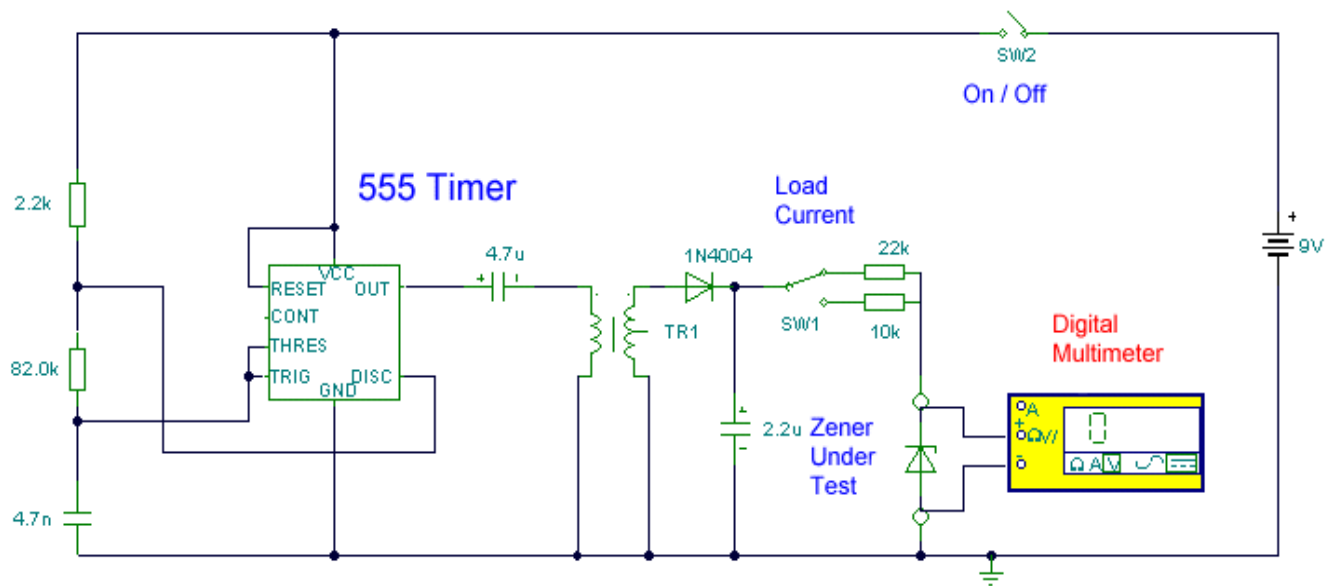 SW2
On / Off
2.2k
555 Timer
Load
Current
9V
4.7u
1N4004
22k
VCC
RESET
OUT
CONT
SW1
TR1
10k
82.0k
THRES
TRIG
DISC
GND
Digital
Multimeter
A
ΩV/
0
Ω A V
2.2u
Zener
Under
Test
4.7n